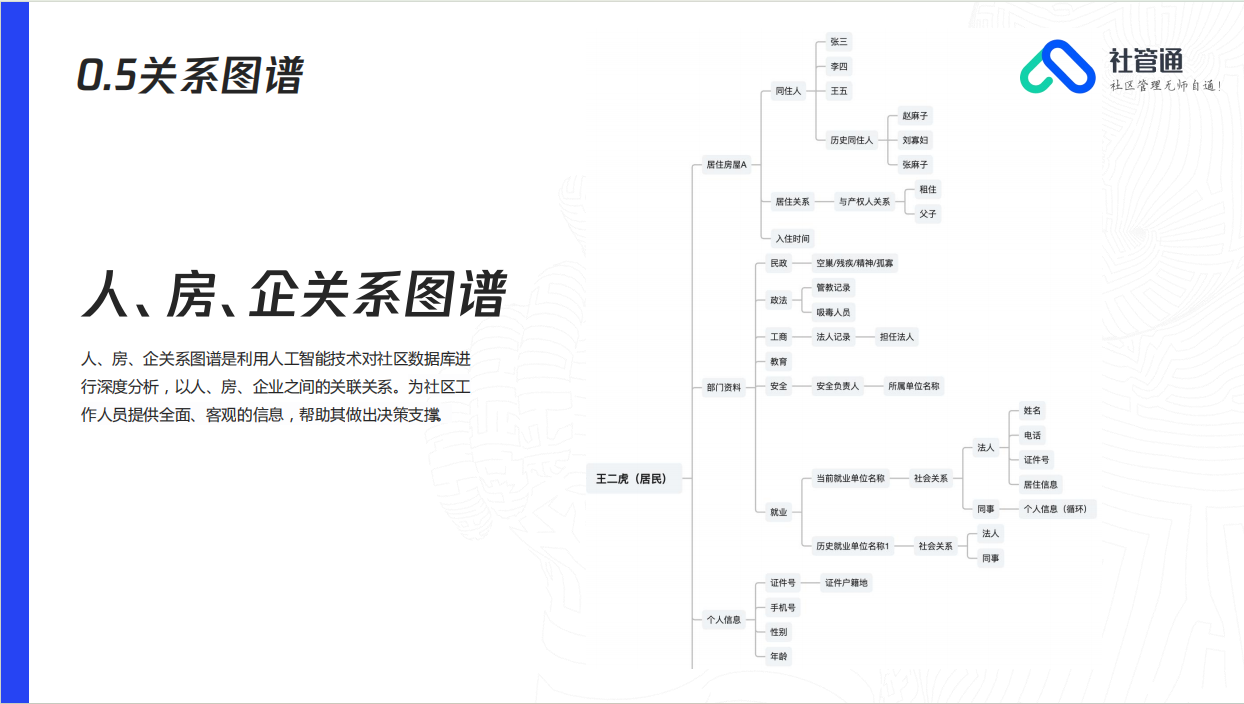 0.5关系图谱
社管通
社区管理无师自通!
人、房、企关系图谱
人、房、企关系图谱是利用人工智能技术对社区数据库进
行深度分析，以人、房、企业之间的关联关系。为社区工
作人员提供全面、客观的信息，帮助其做出决策支撑。
王二虎（居民）
居住房屋A
同住人
张三
李四
王五
历史同住人
赵麻子
刘寡妇
张麻子
居住关系
与产权人关系
租住
父子
入住时间
部门资料
民政
空巢/残疾/精神/孤寡
政法
管教记录
吸毒人员
工商
法人记录
担任法人
教育
安全
安全负责人
所属单位名称
就业
当前就业单位名称
社会关系
法人
姓名
电话
证件号
居住信息
同事
个人信息（循环）
历史就业单位名称1
社会关系
法人
同事
个人信息
证件号
证件户籍地
手机号
性别
年龄